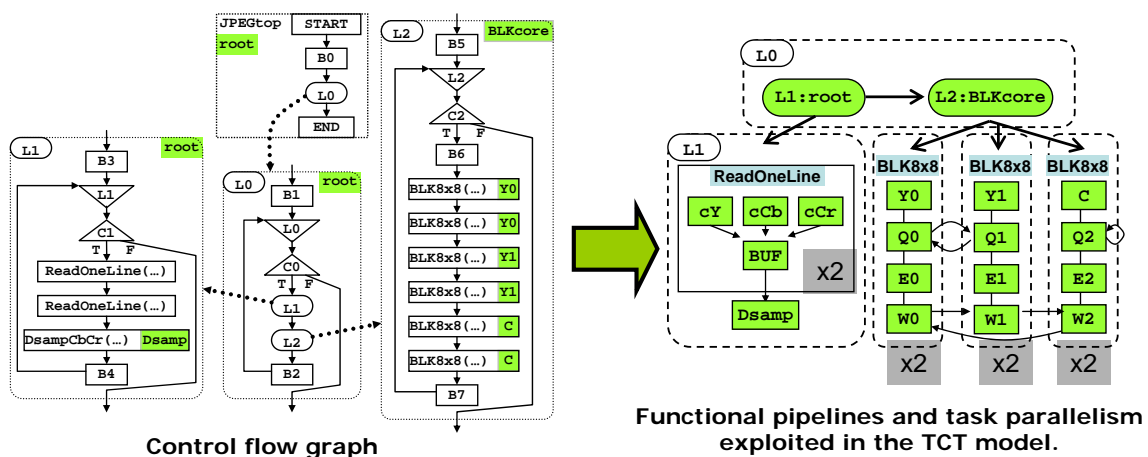 JPEGtop
START
root
B0
L0
END
L1
root
B3
L1
C1
T F
ReadOneLine(…)
ReadOneLine(…)
DsampCbCr(…) Dsamp
B4
L0
root
B1
L0
C0
T F
L1
L2
B2
L2
BLKcore
B5
L2
C2
T F
B6
BLK8x8(…) Y0
BLK8x8(…) Y0
BLK8x8(…) Y1
BLK8x8(…) Y1
BLK8x8(…) C
BLK8x8(…) C
B7
Control flow graph
L0
L1:root
L2:BLKcore
L1
ReadOneLine
cY cCb cCr
BUF
x2
Dsamp
BLK8x8
Y0
Q0
E0
W0
x2
BLK8x8
Y1
Q1
E1
W1
x2
BLK8x8
C
Q2
E2
W2
x2
Functional pipelines and task parallelism
exploited in the TCT model.